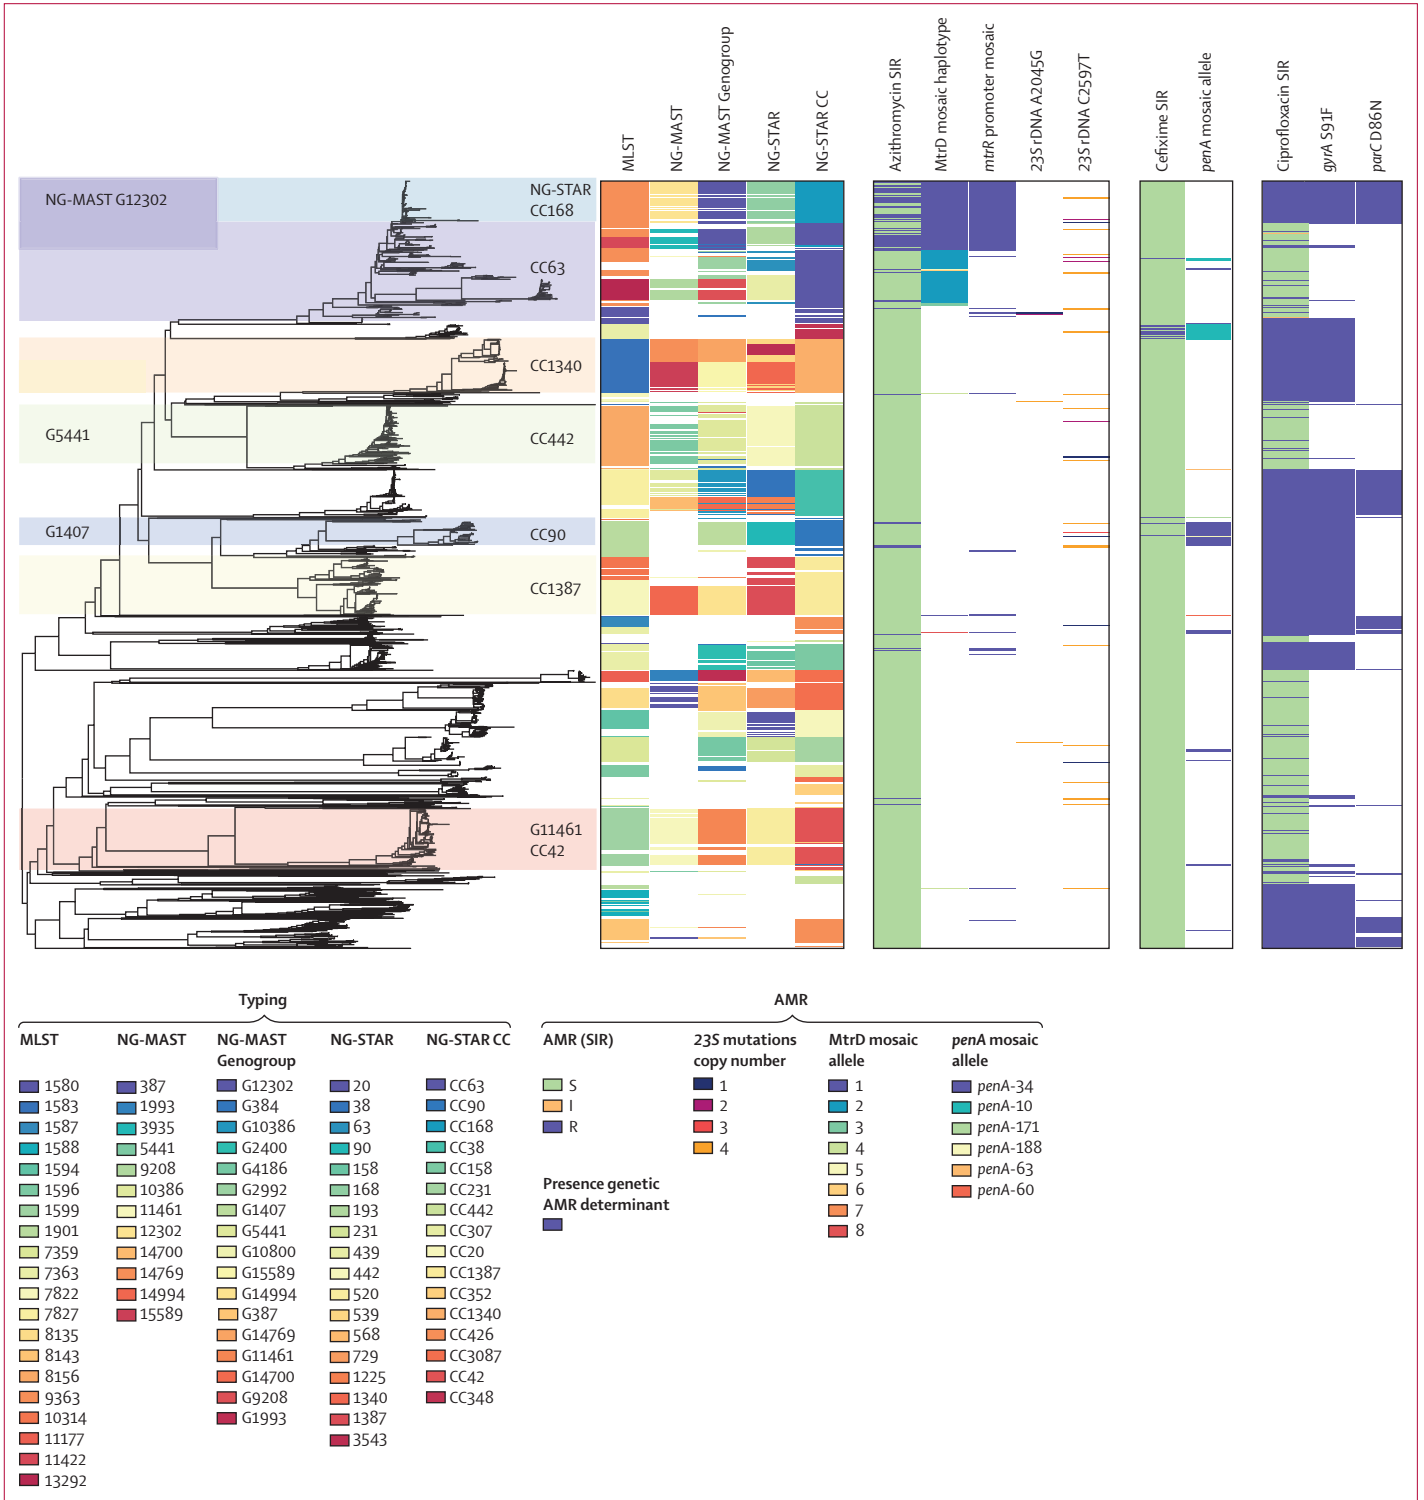 MLST
NG-MAST
NG-MAST Genogroup
NG-STAR
NG-STAR CC
Azithromycin SIR
MtrD mosaic haplotype
mtrR promoter mosaic
23S rDNA A2045G
23S rDNA C2597T
Cefixime SIR
penA mosaic allele
Ciprofloxacin SIR
gyrA S91F
parC D86N
NG-MAST G12302
NG-STAR
CC168
CC63
CC1340
G5441
CC442
G1407
CC90
CC1387
G11461
CC42
Typing
MLST
1580
1583
1587
1588
1594
1596
1599
1901
7359
7363
7822
7827
8135
8143
8156
9363
10314
11177
11422
13292
NG-MAST
387
1993
3935
5441
9208
10386
11461
12302
14700
14769
14994
15589
NG-MAST
Genogroup
G12302
G384
G10386
G2400
G4186
G2992
G1407
G5441
G10800
G15589
G14994
G387
G14769
G11461
G14700
G9208
G1993
NG-STAR
20
38
63
90
158
168
193
231
439
442
520
539
568
729
1225
1340
1387
3543
NG-STAR CC
CC63
CC90
CC168
CC38
CC158
CC231
CC442
CC307
CC20
CC1387
CC352
CC1340
CC426
CC3087
CC42
CC348
AMR
AMR (SIR)
S
I
R
Presence genetic
AMR determinant
23S mutations
copy number
1
2
3
4
MtrD mosaic
allele
1
2
3
4
5
6
7
8
penA mosaic
allele
penA-34
penA-10
penA-171
penA-188
penA-63
penA-60